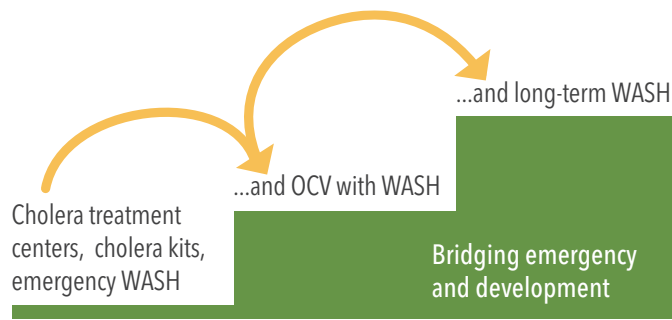 ...and long-term WASH
...and OCV with WASH
Cholera treatment
centers, cholera kits,
emergency WASH
Bridging emergency
and development